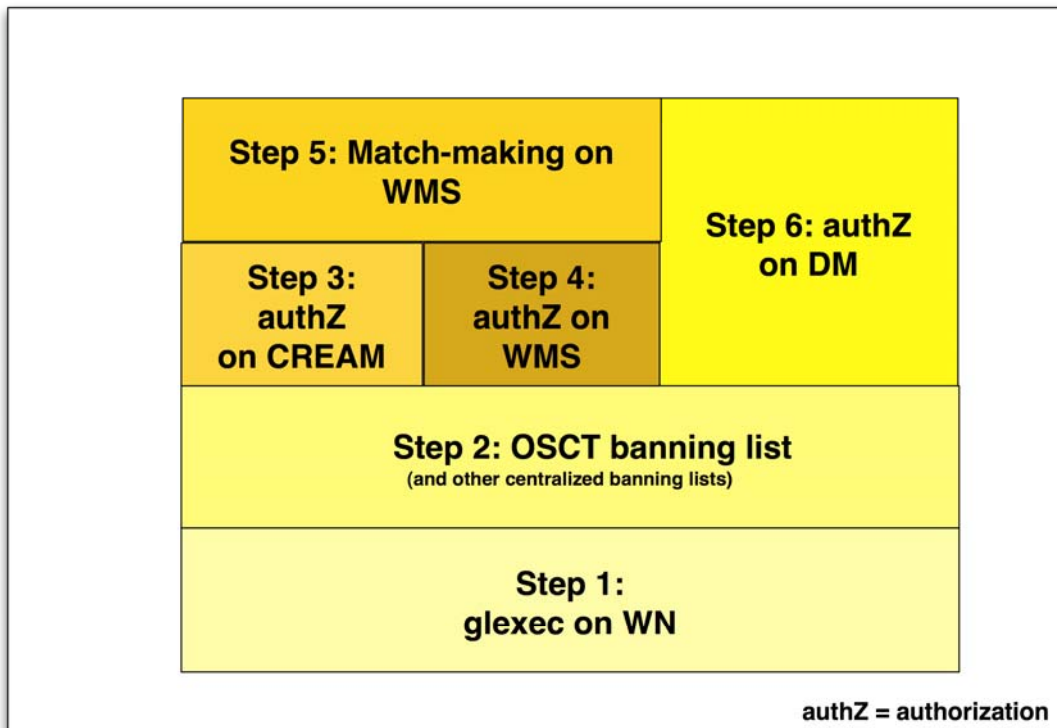 Step 5: Match-making on
WMS
Step 6: authZ
on DM
Step 3:
authZ
on CREAM
Step 4:
authZ on
WMS
Step 2: OSCT banning list
(and other centralized banning lists)
Step 1:
glexec on WN
authZ = authorization